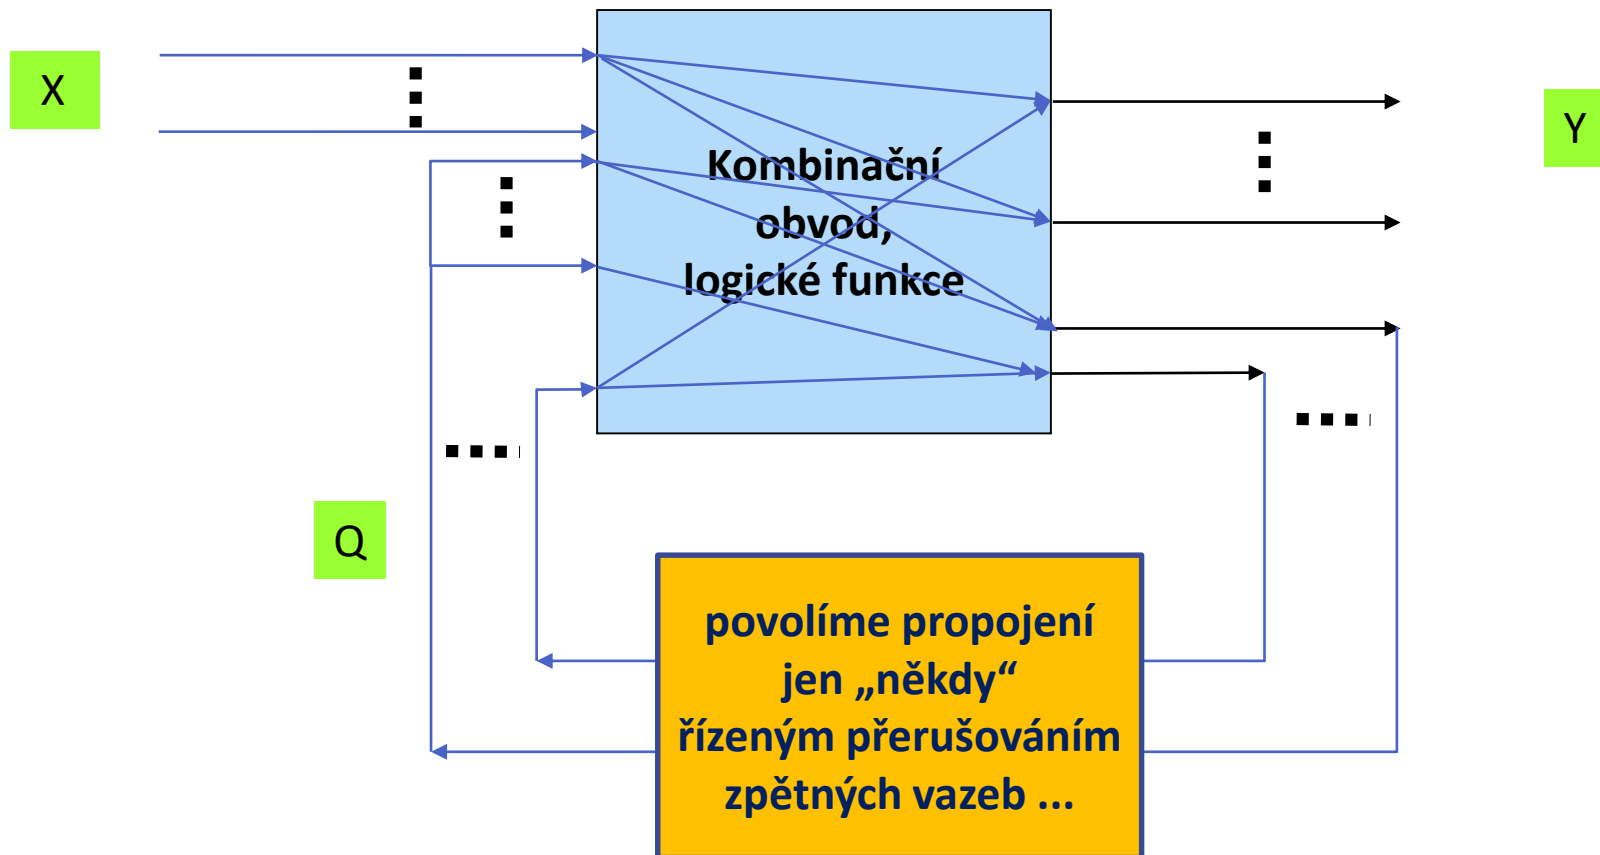 X
Y
Kombinační
obvod,
logické funkce
Q
povolíme propojení
jen „někdy“
řízeným přerušováním
zpětných vazeb ...